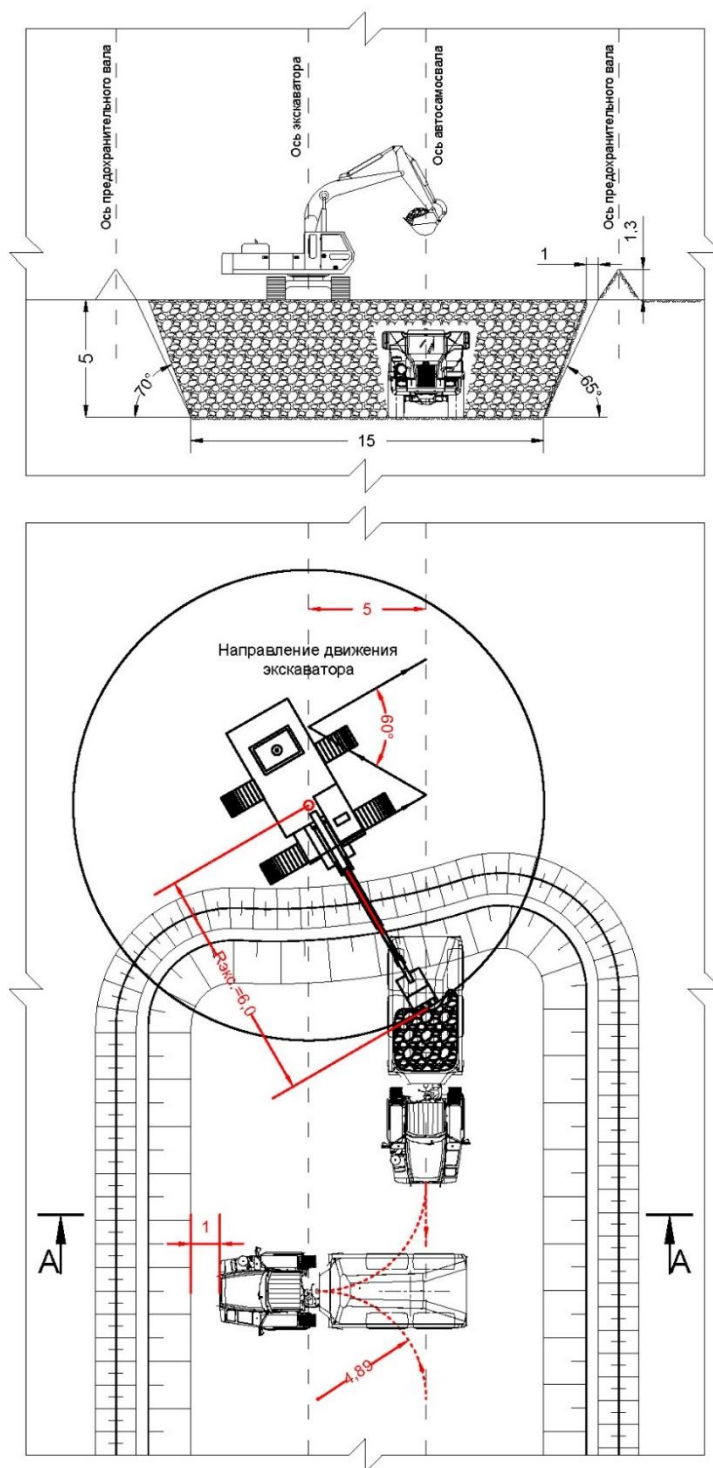 Ось предохранительного вала
Ось экскаватора
Ось автосамосвала
Ось предохранительного вала
1
1,3
5
70°
65°
15
5
Направление движения
экскаватора
60°
Rэкс.=6,0
1
А
А
4,89